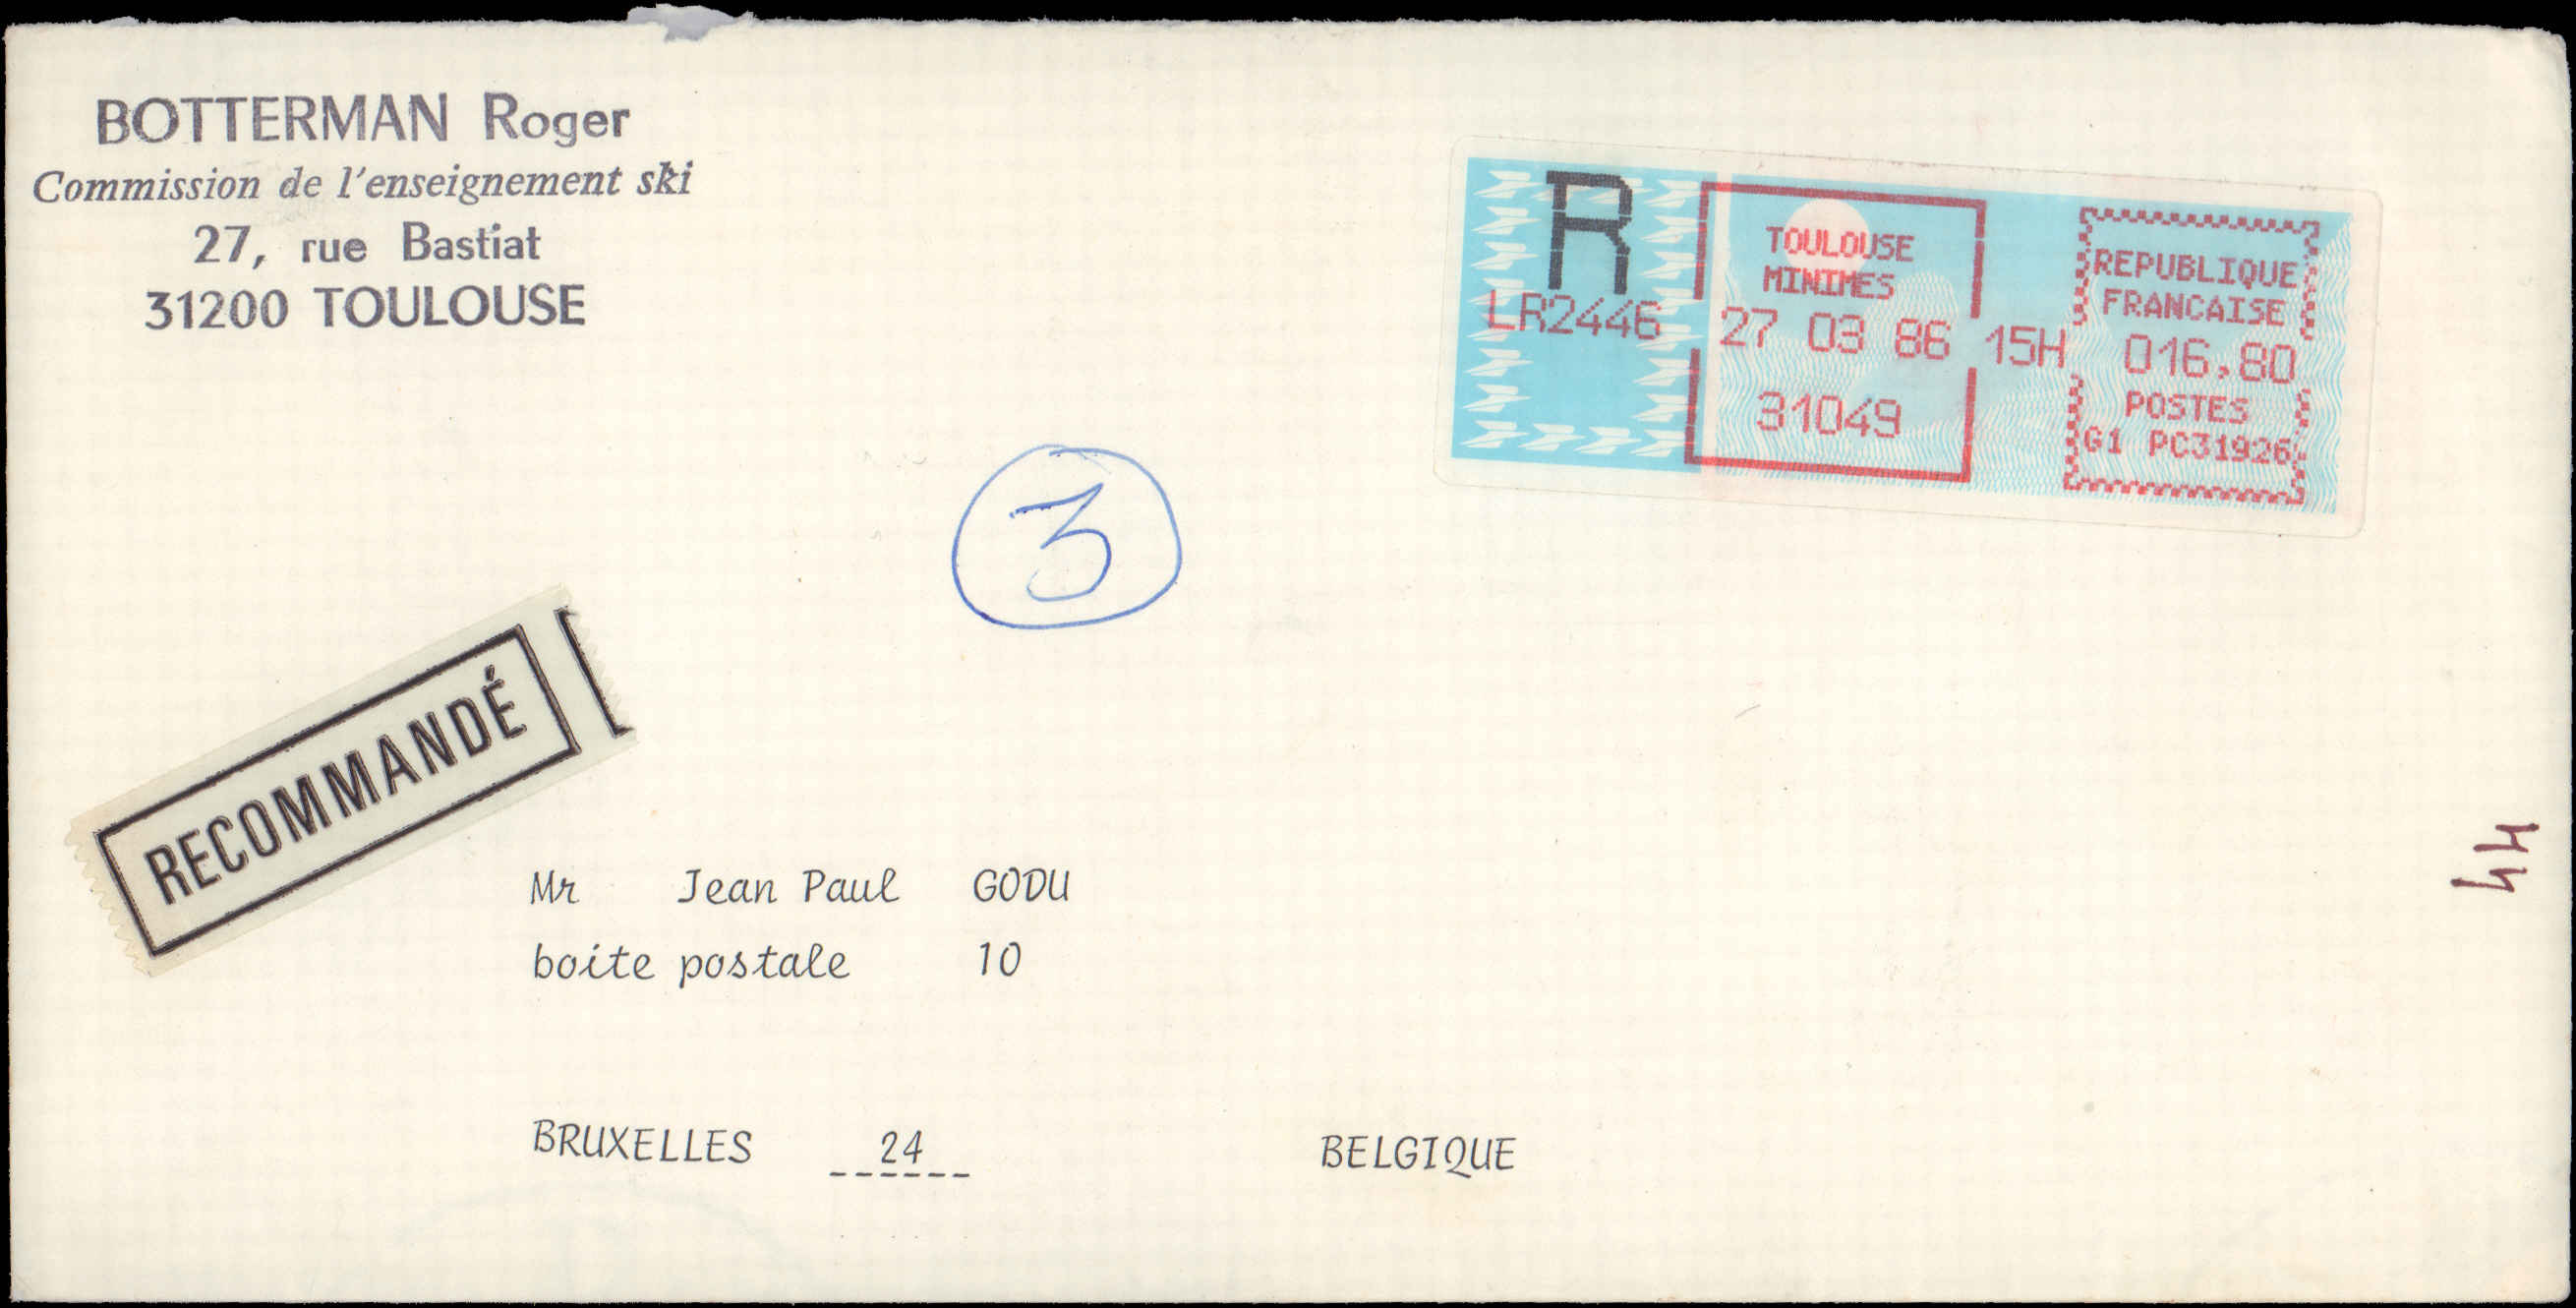 BOTTERMAN Roger
Commission de l'enseignement ski
27, rue Bastiat
31200 TOULOUSE
R
LR2446
TOULOUSE
MINIMES
27 03 86 15H
31049
REPUBLIQUE
FRANCAISE
016,80
POSTES
G1 PC31926
3
RECOMMANDÉ
44
Mr Jean Paul GODU
boite postale 10
BRUXELLES 24 BELGIQUE